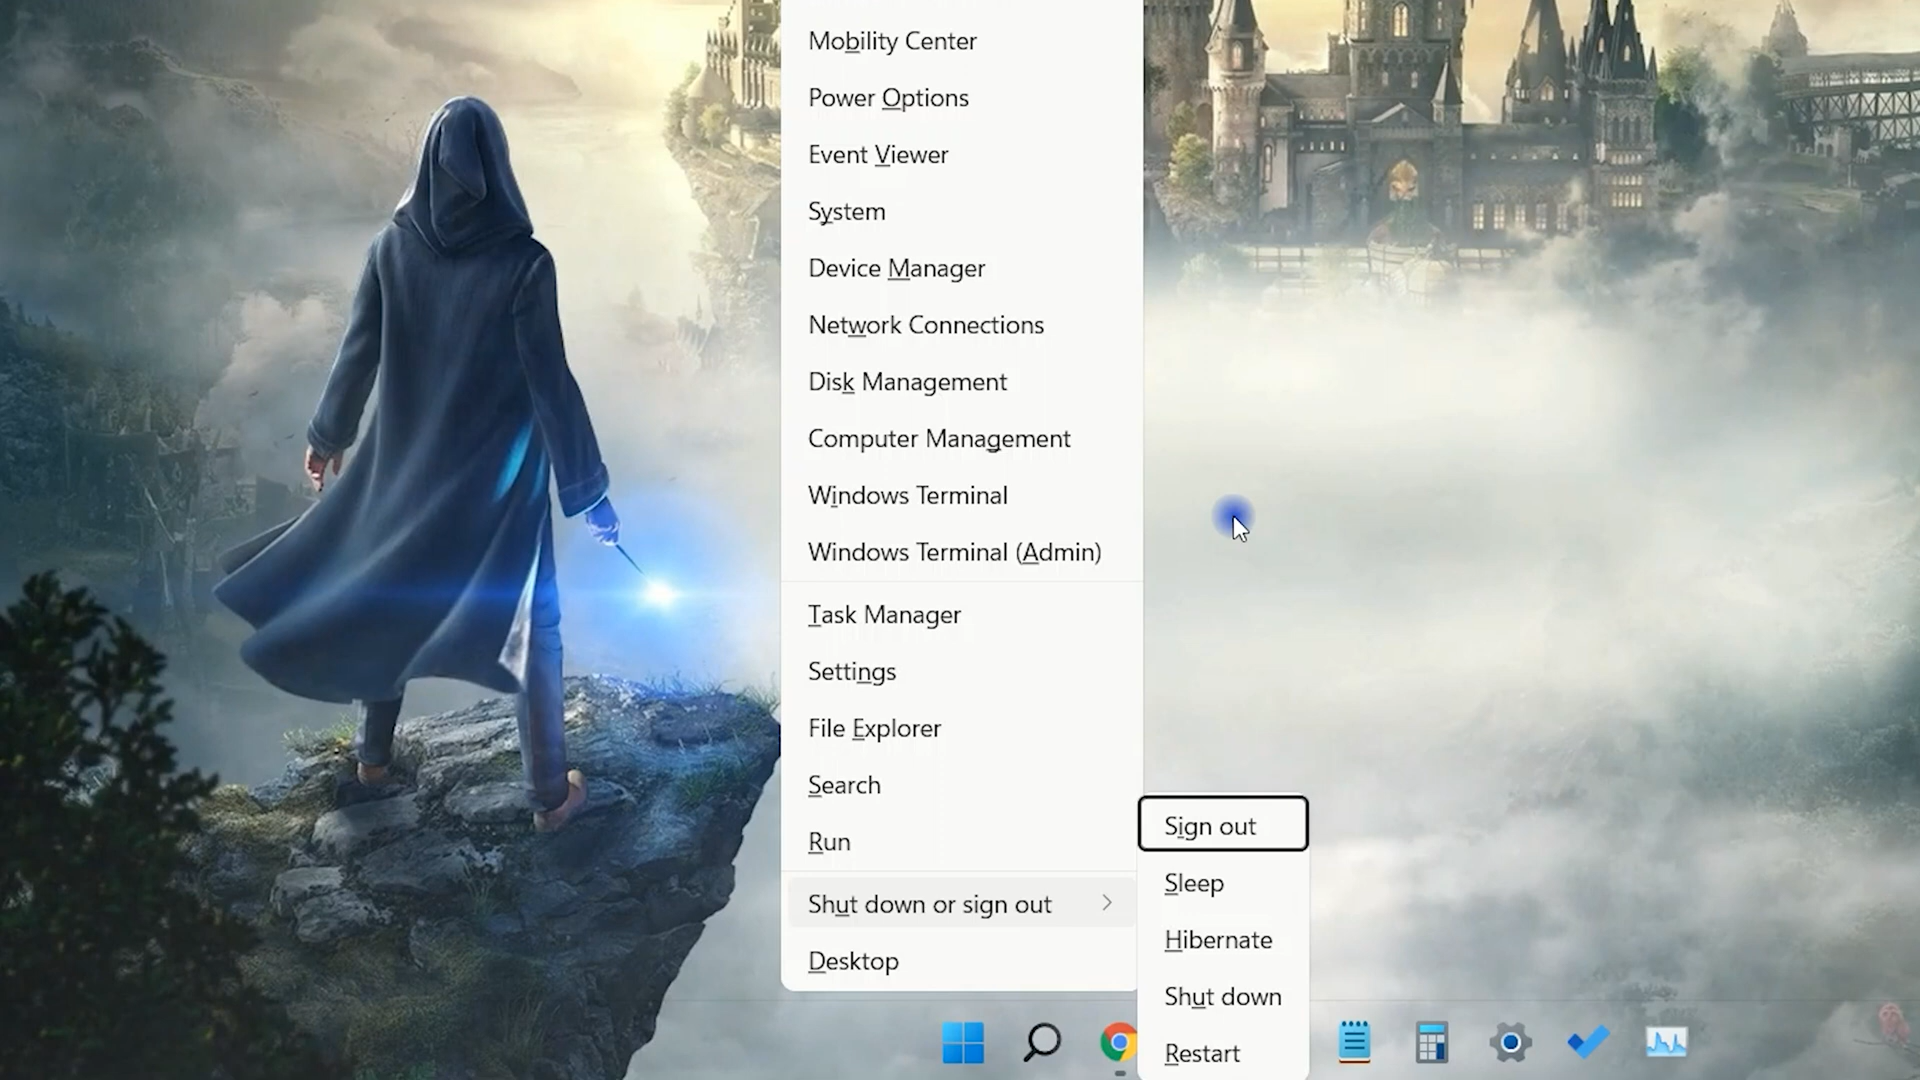 Mobility Center
Power Options
Event Viewer
System
Device Manager
Network Connections
Disk Management
Computer Management
Windows Terminal
Windows Terminal (Admin)
Task Manager
Settings
File Explorer
Search
Run
Shut down or sign out
Desktop
Sign out
Sleep
Hibernate
Shut down
Restart